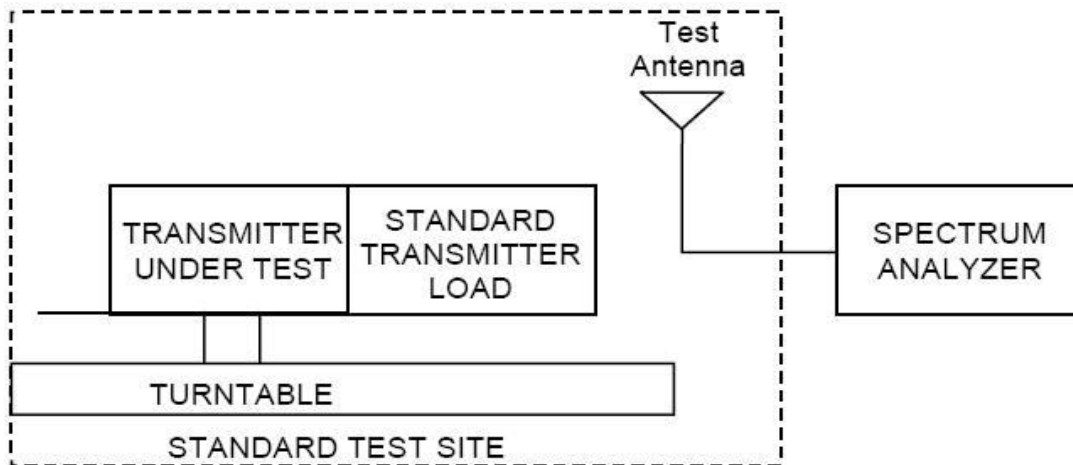 Test
Antenna
TRANSMITTER
UNDER TEST
STANDARD
TRANSMITTER
LOAD
SPECTRUM
ANALYZER
TURNTABLE
STANDARD TEST SITE